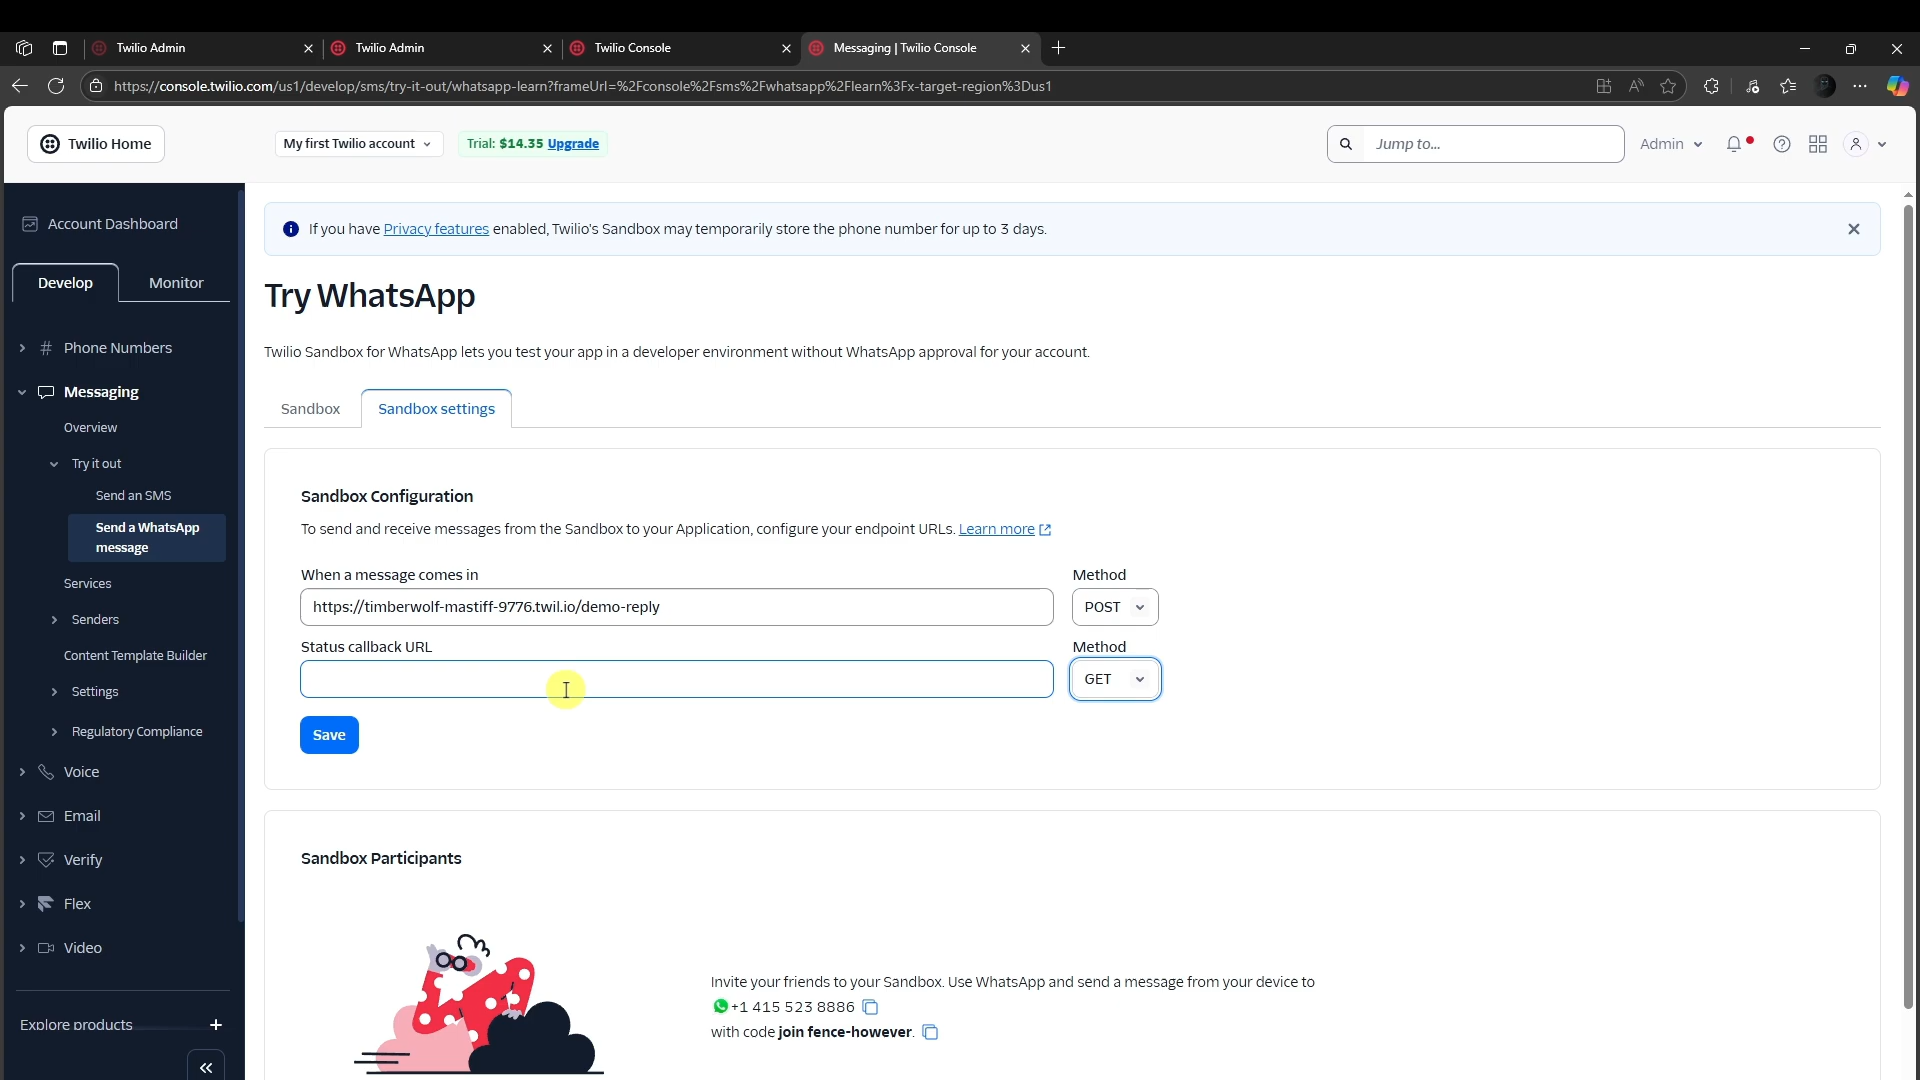 Twilio Admin
Twilio Admin
Twilio Console
Messaging | Twilio Console
https://console.twilio.com/us1/develop/sms/try-it-out/whatsapp-learn?frameUrl=%2Fconsole%2Fsms%2Fwhatsapp%2Flearn%3Fx-target-region%3Dus1
Twilio Home
My first Twilio account
Trial: $14.35 Upgrade
Jump to...
Admin
Account Dashboard
Develop
Monitor
# Phone Numbers
Messaging
Overview
Try it out
Send an SMS
Send a WhatsApp
message
Services
Senders
Content Template Builder
Settings
Regulatory Compliance
Voice
Email
Verify
Flex
Video
Explore products +
If you have Privacy features enabled, Twilio's Sandbox may temporarily store the phone number for up to 3 days.
Try WhatsApp
Twilio Sandbox for WhatsApp lets you test your app in a developer environment without WhatsApp approval for your account.
Sandbox
Sandbox settings
Sandbox Configuration
To send and receive messages from the Sandbox to your Application, configure your endpoint URLs. Learn more
When a message comes in
Method
https://timberwolf-mastiff-9776.twil.io/demo-reply
POST
Status callback URL
Method
GET
Save
Sandbox Participants
Invite your friends to your Sandbox. Use WhatsApp and send a message from your device to
+1 415 523 8886
with code join fence-however.